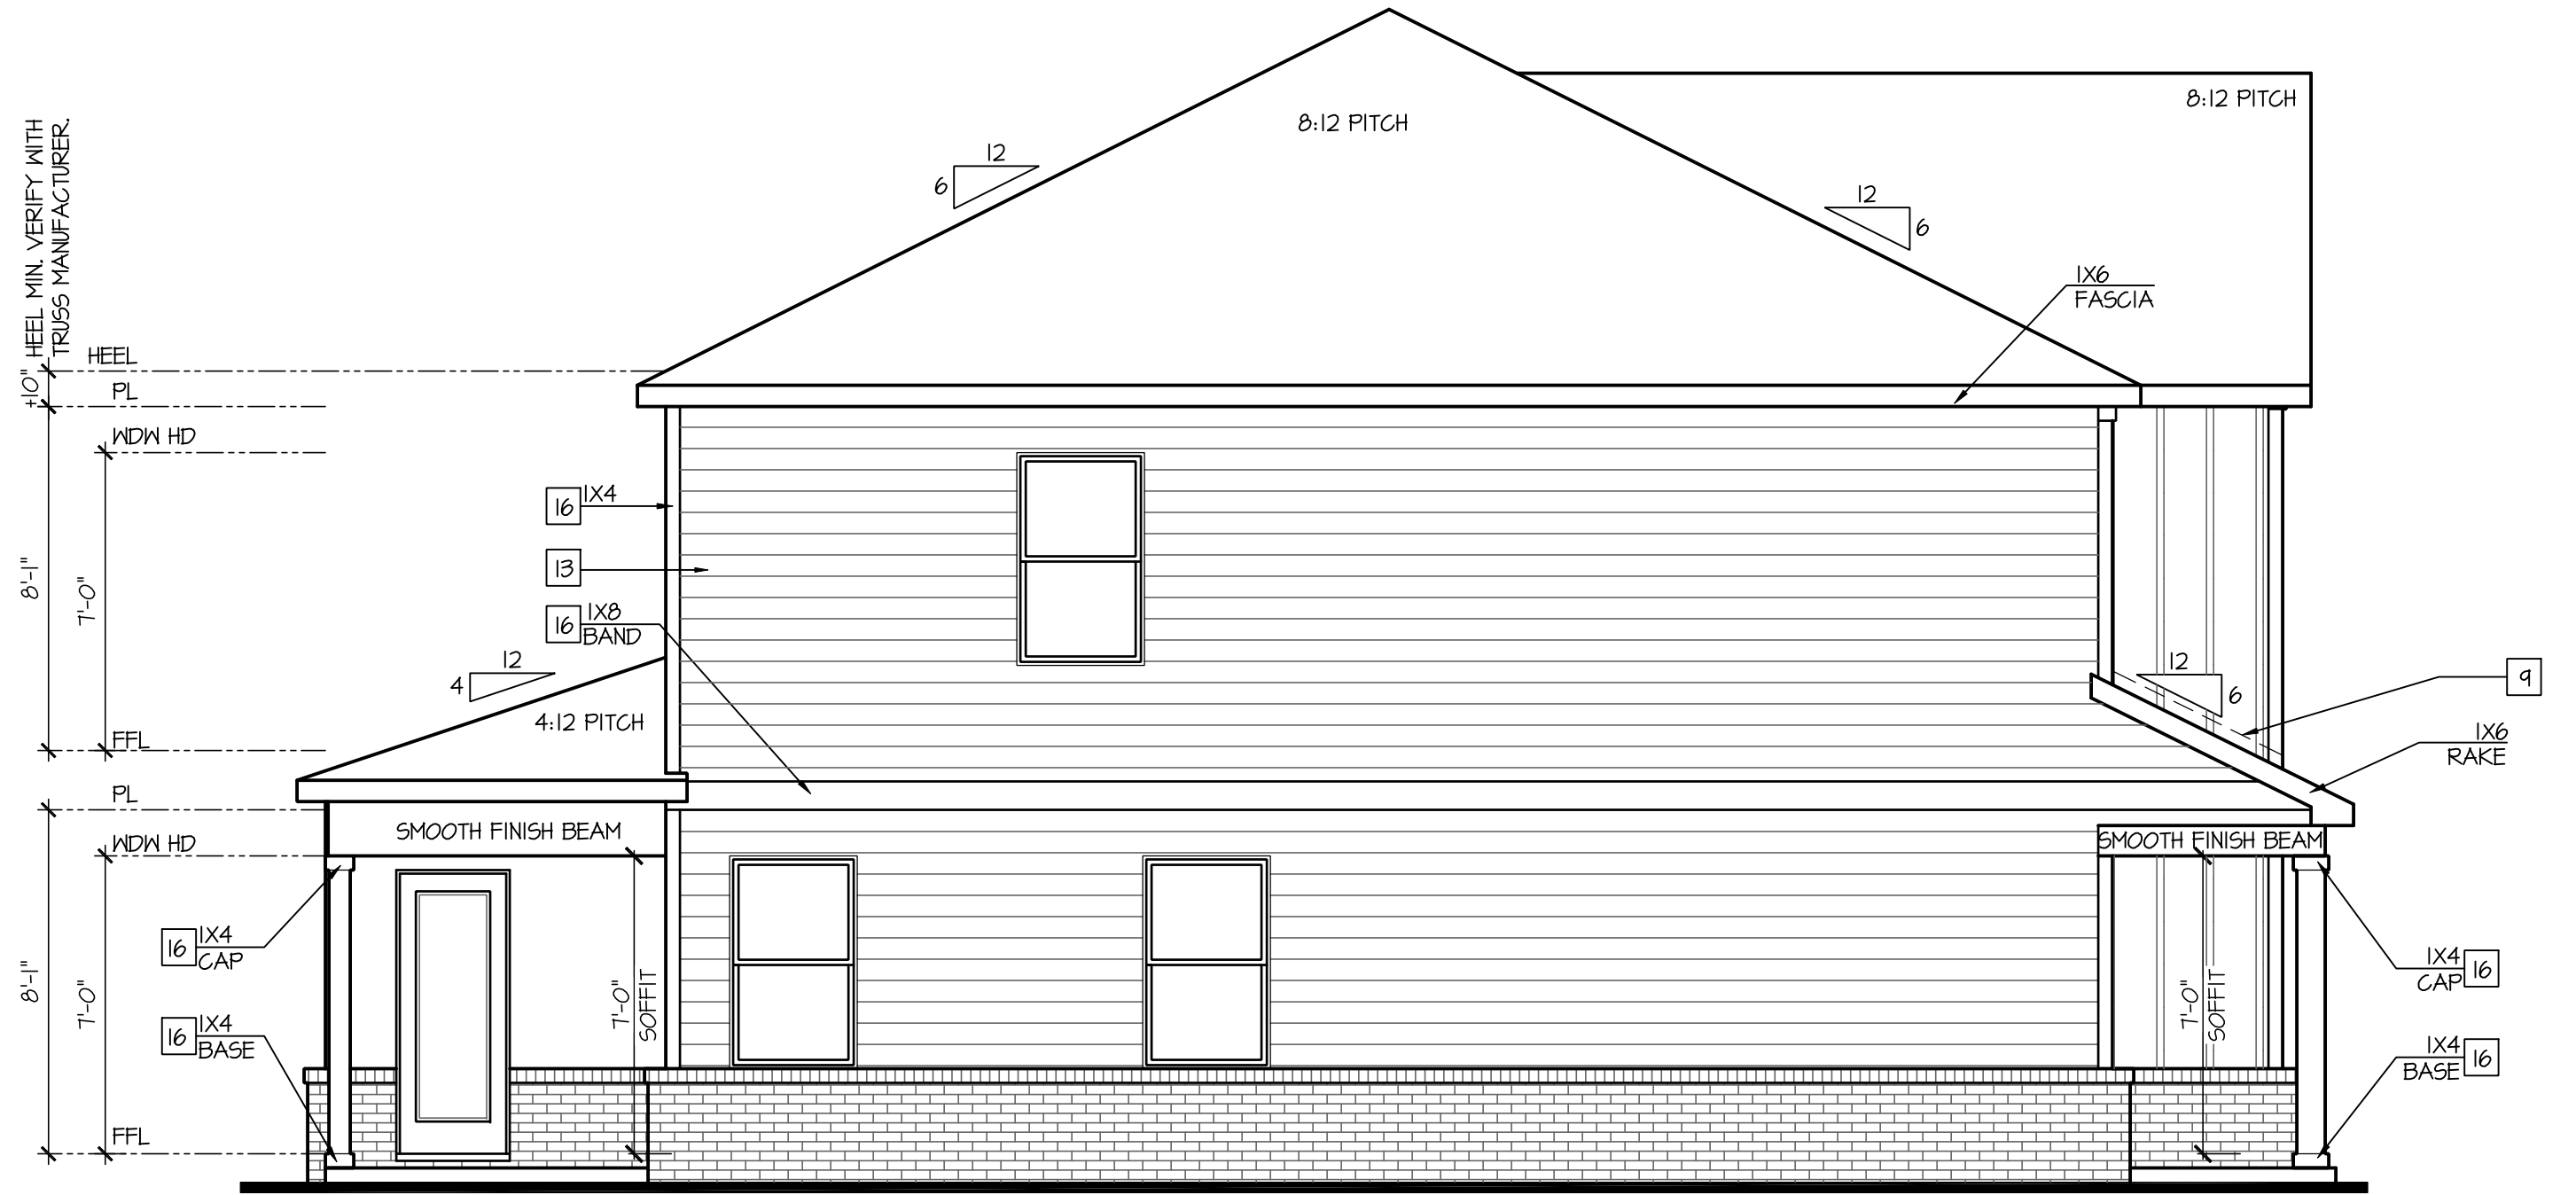 8:12 PITCH
8:12 PITCH
12
6
12
6
1X6
FASCIA
+10" HEEL MIN. VERIFY WITH
TRUSS MANUFACTURER.
HEEL
PL
WDW HD
16 1X4
13
16 1X8
BAND
8'-1"
7'-0"
12
4
4:12 PITCH
12
6
9
1X6
RAKE
FFL
PL
SMOOTH FINISH BEAM
SMOOTH FINISH BEAM
WDW HD
16 1X4
CAP
1X4
CAP 16
8'-1"
7'-0"
7'-0"
SOFFIT
7'-0"
SOFFIT
16 1X4
BASE
1X4
BASE 16
FFL